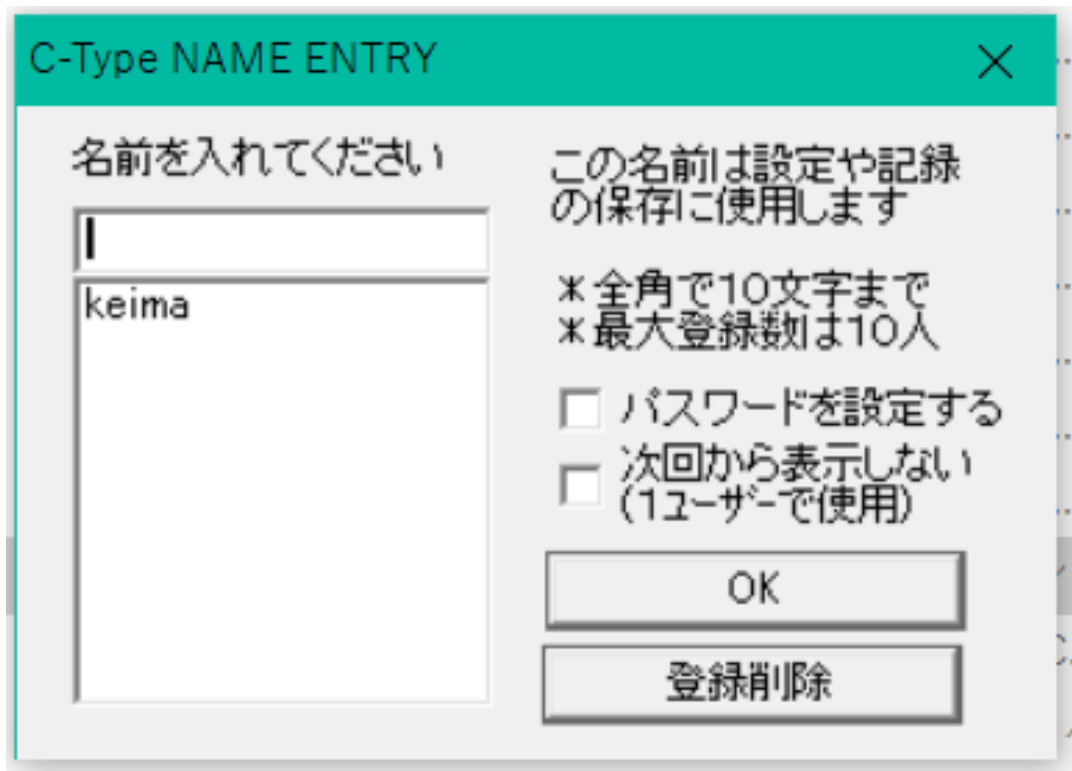 C-Type NAME ENTRY
名前を入れてください
keima
この名前は設定や記録
の保存に使用します
*全角で10文字まで
*最大登録数は10人
パスワードを設定する
次回から表示しない
(1ユーザーで使用)
OK
登録削除